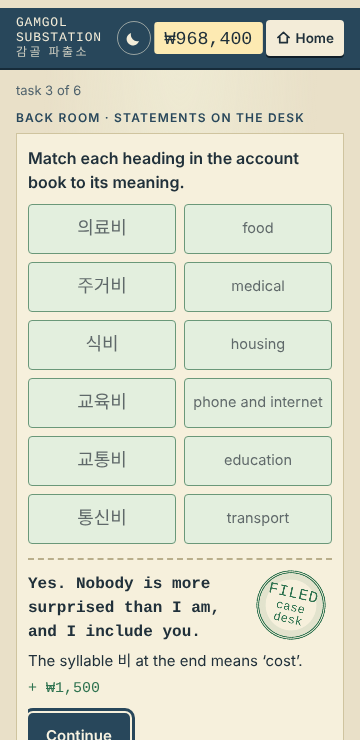 GAMGOL
SUBSTATION
감골 파출소
₩968,400
Home
task 3 of 6
BACK ROOM · STATEMENTS ON THE DESK
Match each heading in the account
book to its meaning.
의료비
food
주거비
medical
식비
housing
교육비
phone and internet
교통비
education
통신비
transport
Yes. Nobody is more
surprised than I am,
and I include you.
FILED
case
desk
The syllable 비 at the end means ‘cost’.
+ ₩1,500
Continue